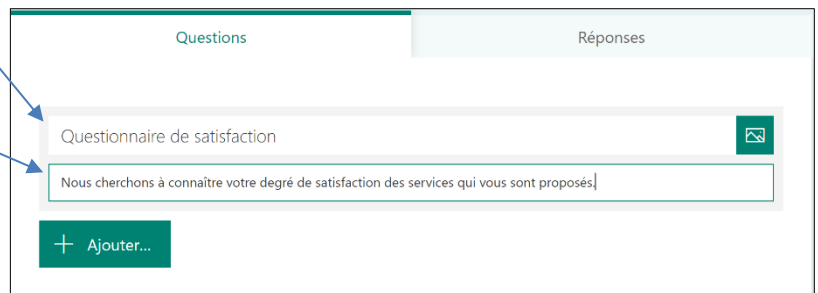 Questions
Réponses
Questionnaire de satisfaction
Nous cherchons à connaître votre degré de satisfaction des services qui vous sont proposés.
+ Ajouter...